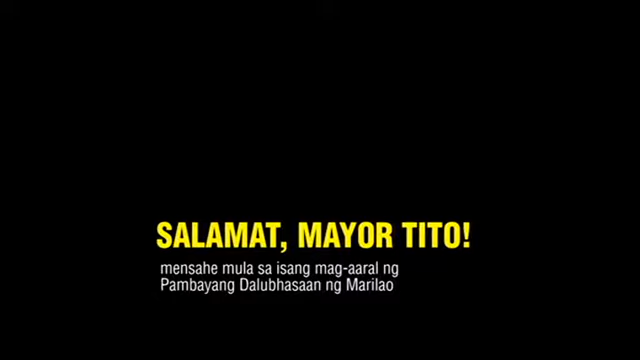 SALAMAT, MAYOR TITO!
mensahe mula sa isang mag-aaral ng
Pambayang Dalubhasaan ng Marilao